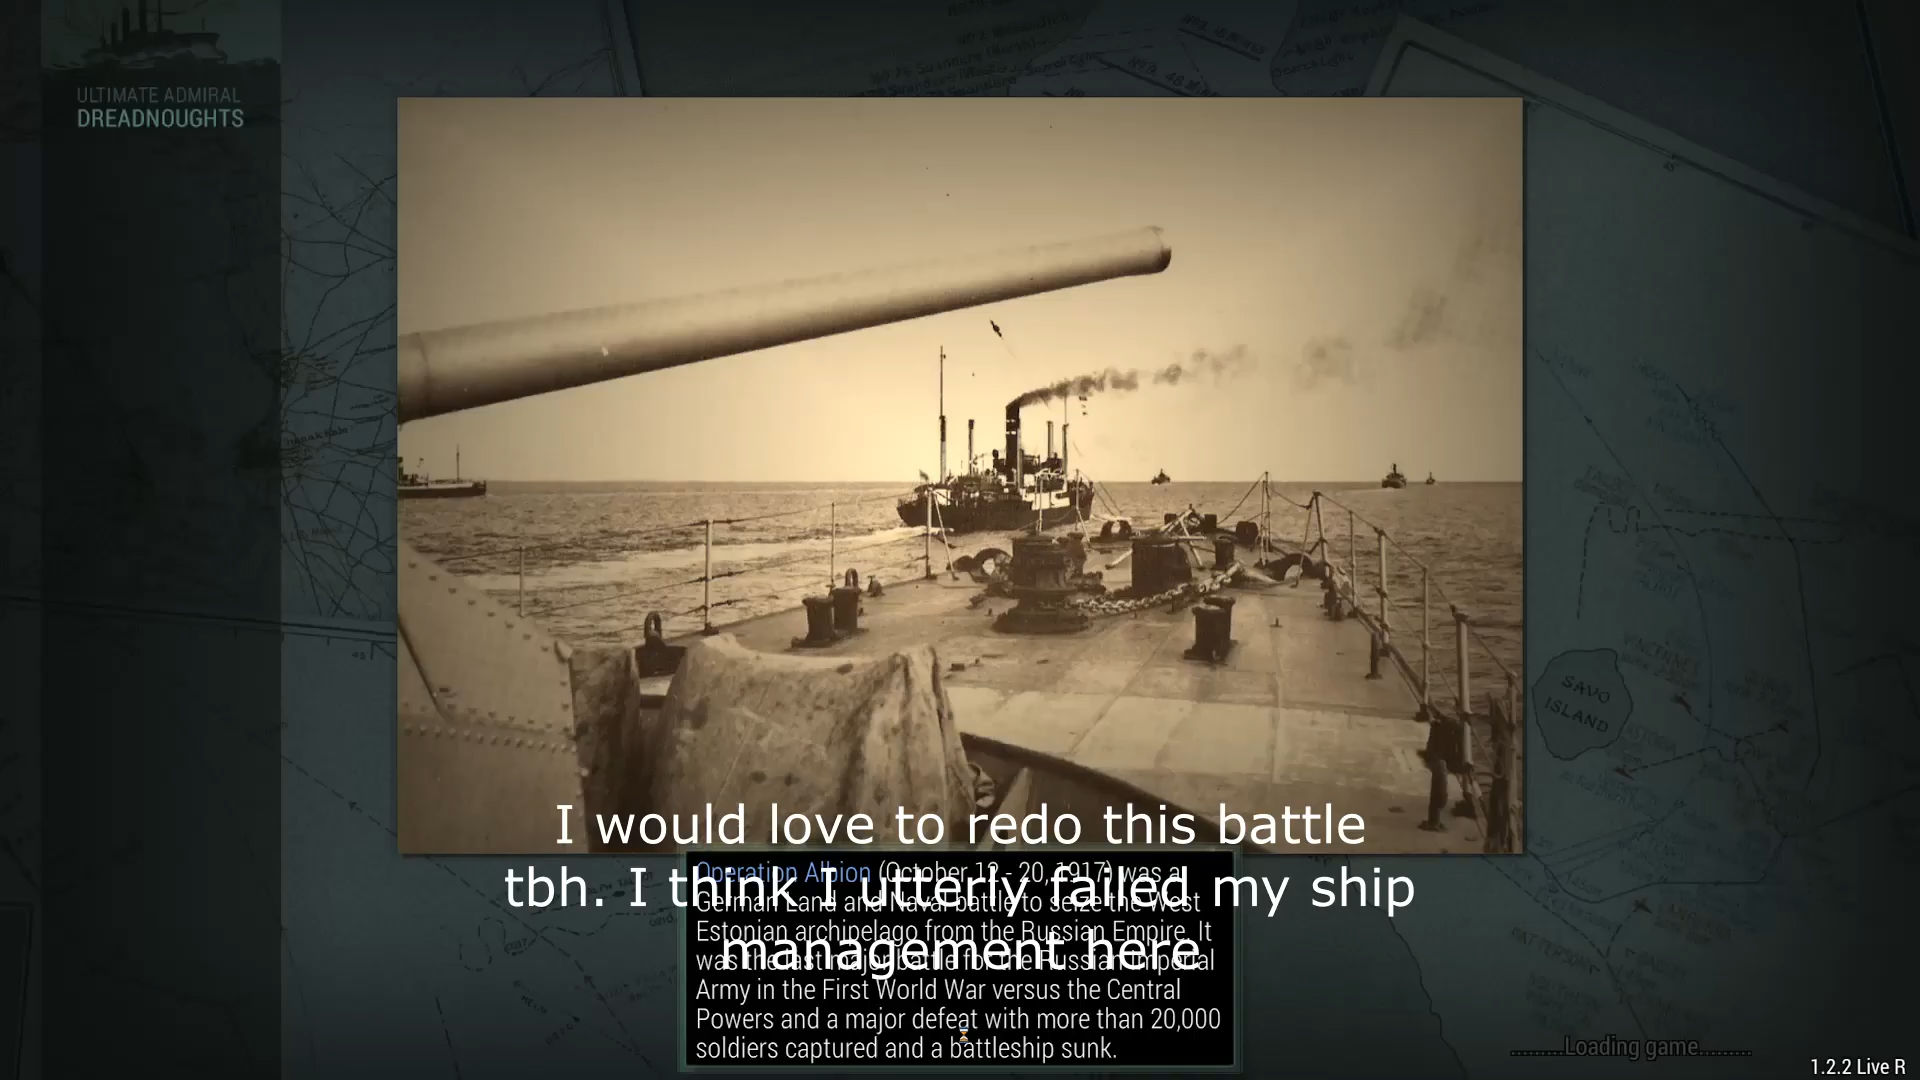 ULTIMATE ADMIRAL
DREADNOUGHTS
SAVO
ISLAND
I would love to redo this battle
tbh. I think I utterly failed my ship
management here
Operation Albion (October 12 - 20, 1917) was a
German Land and Naval battle to seize the West
Estonian archipelago from the Russian Empire. It
was the last major battle for the Russian Imperial
Army in the First World War versus the Central
Powers and a major defeat with more than 20,000
soldiers captured and a battleship sunk.
.........Loading game.........
1.2.2 Live R